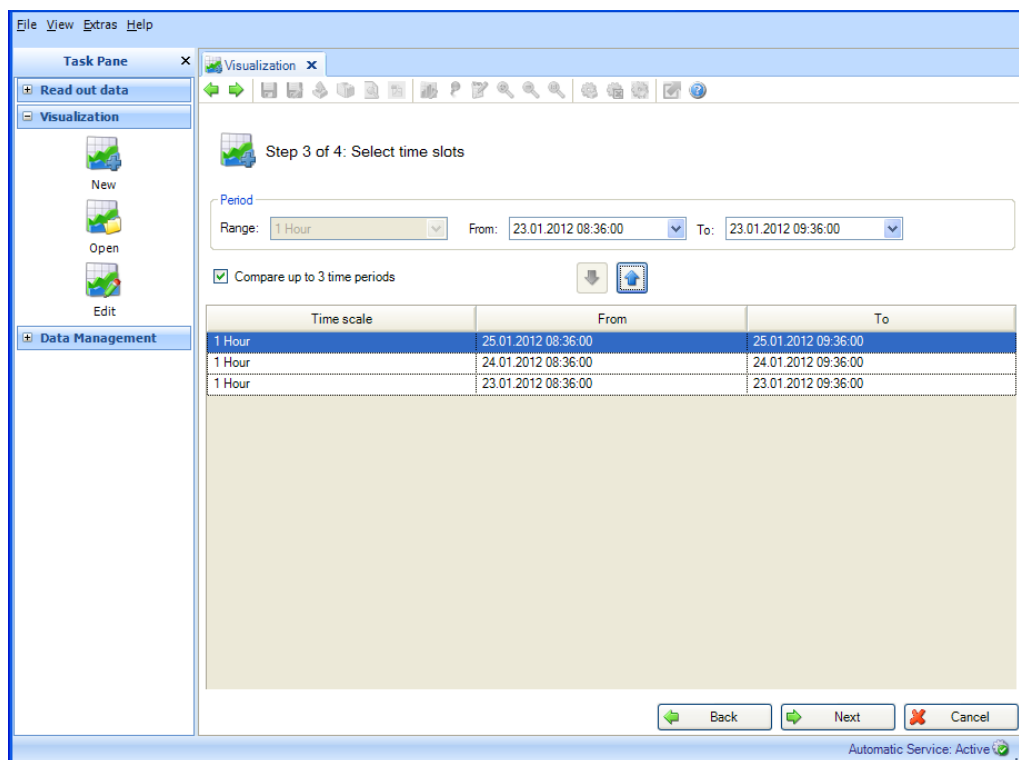 File View Extras Help
Task Pane
Visualization
Read out data
Visualization
New
Open
Edit
Data Management
Step 3 of 4: Select time slots
Period
Range: 1 Hour From: 23.01.2012 08:36:00 To: 23.01.2012 09:36:00
Compare up to 3 time periods
Time scale From To
1 Hour 25.01.2012 08:36:00 25.01.2012 09:36:00
1 Hour 24.01.2012 08:36:00 24.01.2012 09:36:00
1 Hour 23.01.2012 08:36:00 23.01.2012 09:36:00
Back Next Cancel
Automatic Service: Active